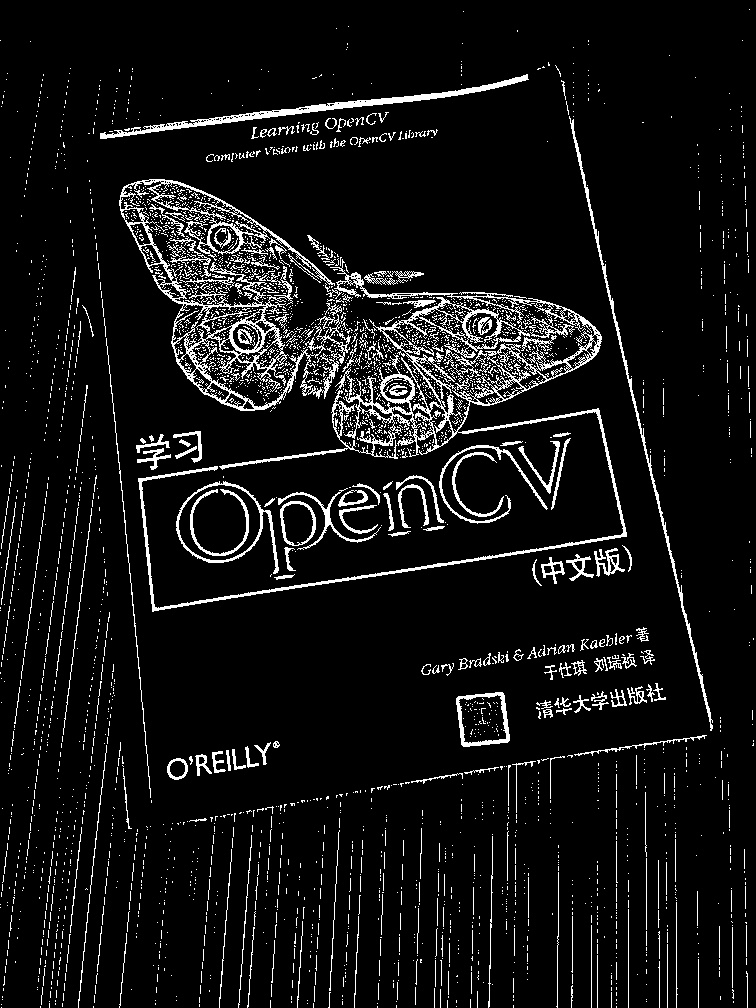 Learning OpenCV
Computer Vision with the OpenCV Library
学习
OpenCV
(中文版)
Gary Bradski & Adrian Kaebler 著
于仕琪 刘瑞祯 译
清华大学出版社
O'REILLY®